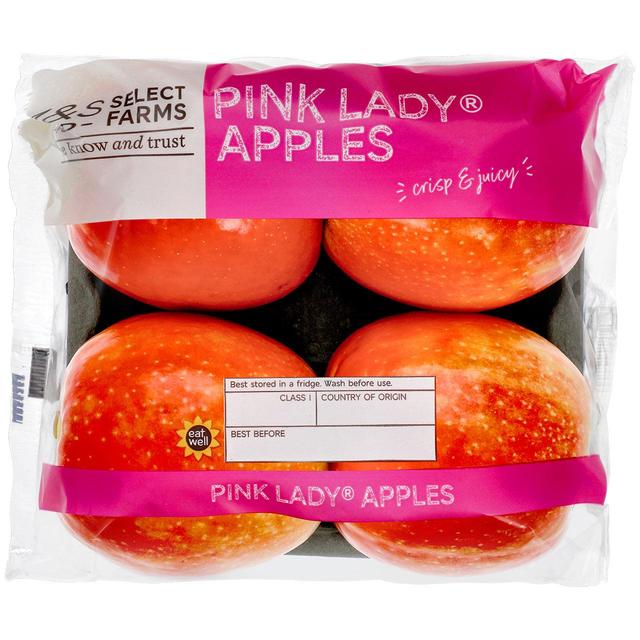 M&S SELECT
FARMS
know and trust
PINK LADY®
APPLES
crisp & juicy
Best stored in a fridge. Wash before use.
CLASS I
COUNTRY OF ORIGIN
BEST BEFORE
eat
well
PINK LADY® APPLES